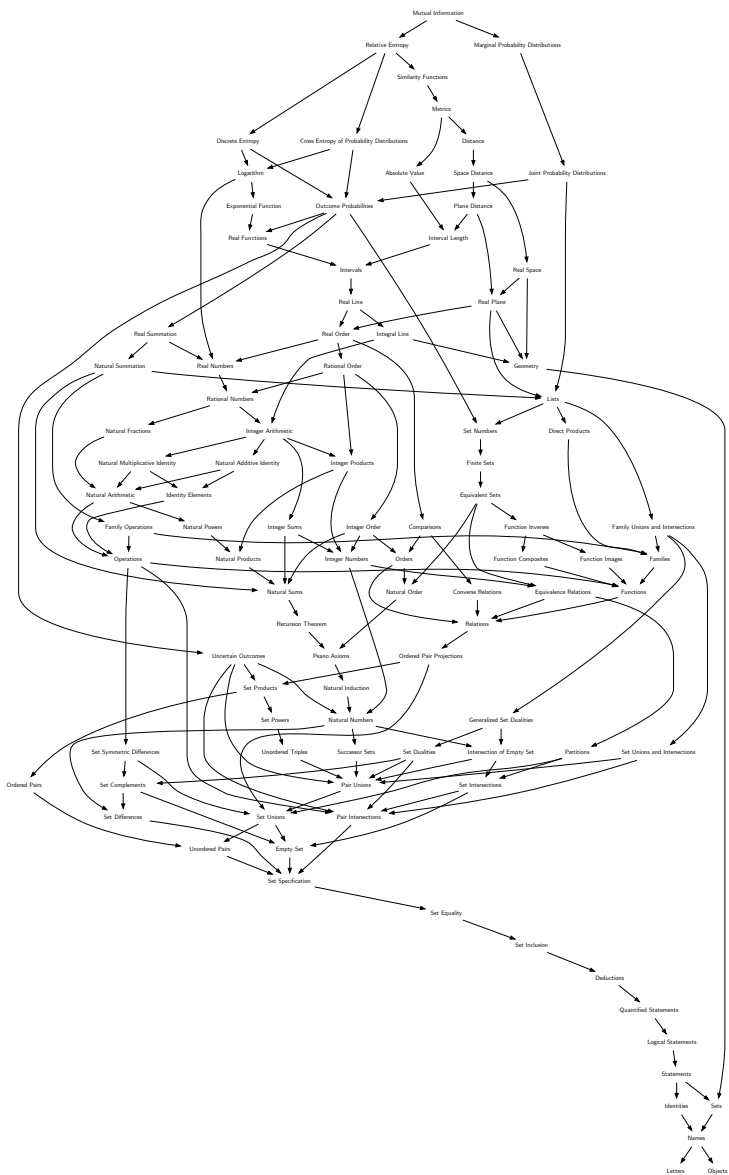 Mutual Information
Relative Entropy
Marginal Probability Distributions
Similarity Functions
Metrics
Discrete Entropy
Cross Entropy of Probability Distributions
Distance
Logarithm
Absolute Value
Space Distance
Joint Probability Distributions
Exponential Function
Outcome Probabilities
Plane Distance
Real Functions
Interval Length
Intervals
Real Space
Real Line
Real Plane
Real Summation
Real Order
Integral Line
Natural Summation
Real Numbers
Rational Order
Geometry
Rational Numbers
Lists
Natural Fractions
Integer Arithmetic
Set Numbers
Direct Products
Natural Multiplicative Identity
Natural Additive Identity
Integer Products
Finite Sets
Natural Arithmetic
Identity Elements
Equivalent Sets
Family Operations
Natural Powers
Integer Sums
Integer Order
Comparisons
Function Inverses
Family Unions and Intersections
Operations
Natural Products
Integer Numbers
Orders
Function Composites
Function Images
Families
Natural Sums
Natural Order
Converse Relations
Equivalence Relations
Functions
Recursion Theorem
Relations
Uncertain Outcomes
Peano Axioms
Ordered Pair Projections
Set Products
Natural Induction
Set Powers
Natural Numbers
Generalized Set Dualities
Set Symmetric Differences
Unordered Triples
Successor Sets
Set Dualities
Intersection of Empty Set
Partitions
Set Unions and Intersections
Ordered Pairs
Set Complements
Pair Unions
Set Intersections
Set Differences
Set Unions
Pair Intersections
Unordered Pairs
Empty Set
Set Specification
Set Equality
Set Inclusion
Deductions
Quantified Statements
Logical Statements
Statements
Identities
Sets
Names
Letters
Objects